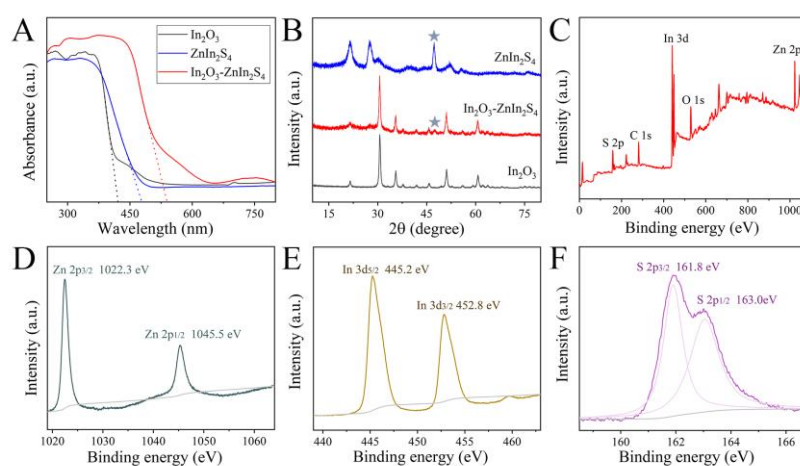 A
In₂O₃
ZnIn₂S₄
In₂O₃-ZnIn₂S₄
Absorbance (a.u.)
300 450 600 750
Wavelength (nm)
B
ZnIn₂S₄
In₂O₃-ZnIn₂S₄
In₂O₃
Intensity (a.u.)
15 30 45 60 75
2θ (degree)
C
In 3d
Zn 2p
O 1s
C 1s
S 2p
Intensity (a.u.)
0 200 400 600 800 1000
Binding energy (eV)
D
Zn 2p3/2 1022.3 eV
Zn 2p1/2 1045.5 eV
Intensity (a.u.)
1020 1030 1040 1050 1060
Binding energy (eV)
E
In 3d5/2 445.2 eV
In 3d3/2 452.8 eV
Intensity (a.u.)
440 445 450 455 460
Binding energy (eV)
F
S 2p3/2 161.8 eV
S 2p1/2 163.0eV
Intensity (a.u.)
160 162 164 166
Binding energy (eV)